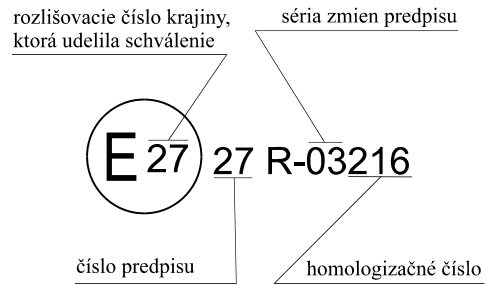 rozlišovacie číslo krajiny,
ktorá udelila schválenie
séria zmien predpisu
E 27 27 R-03216
číslo predpisu
homologizačné číslo